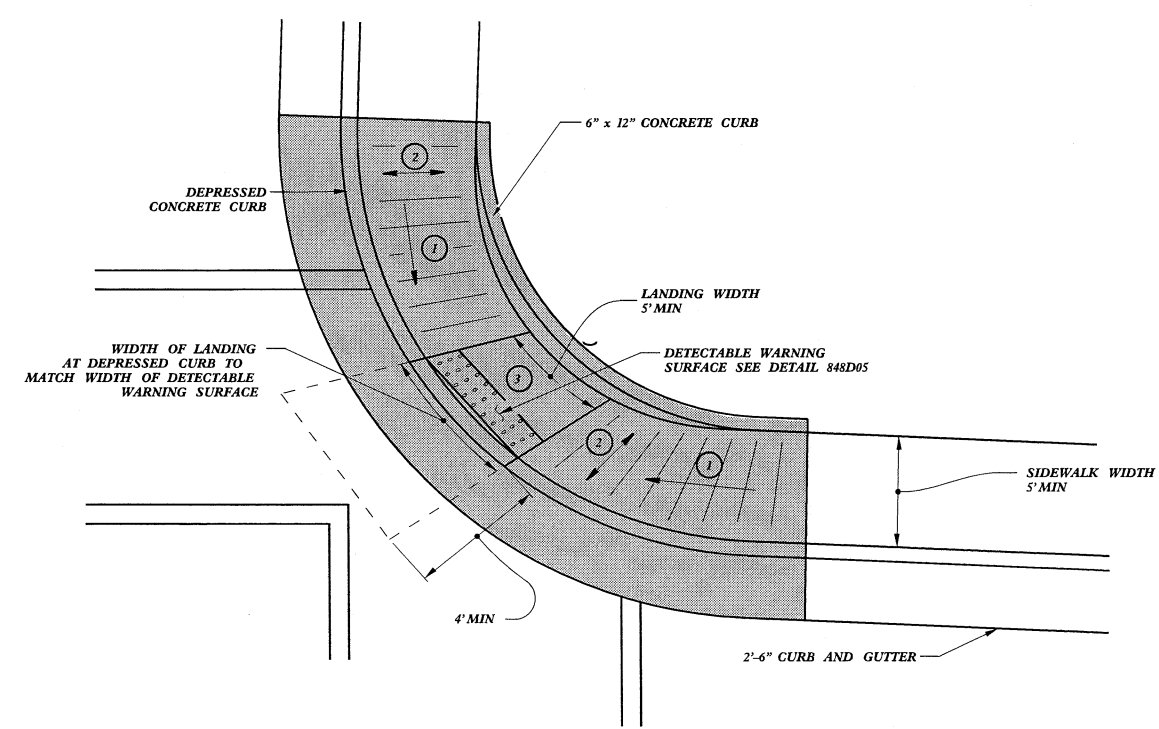 6" x 12" CONCRETE CURB
2
DEPRESSED
CONCRETE CURB
1
LANDING WIDTH
5' MIN
WIDTH OF LANDING
AT DEPRESSED CURB TO
MATCH WIDTH OF DETECTABLE
WARNING SURFACE
DETECTABLE WARNING
SURFACE SEE DETAIL 848D05
3
2
1
SIDEWALK WIDTH
5' MIN
4' MIN
2'-6" CURB AND GUTTER